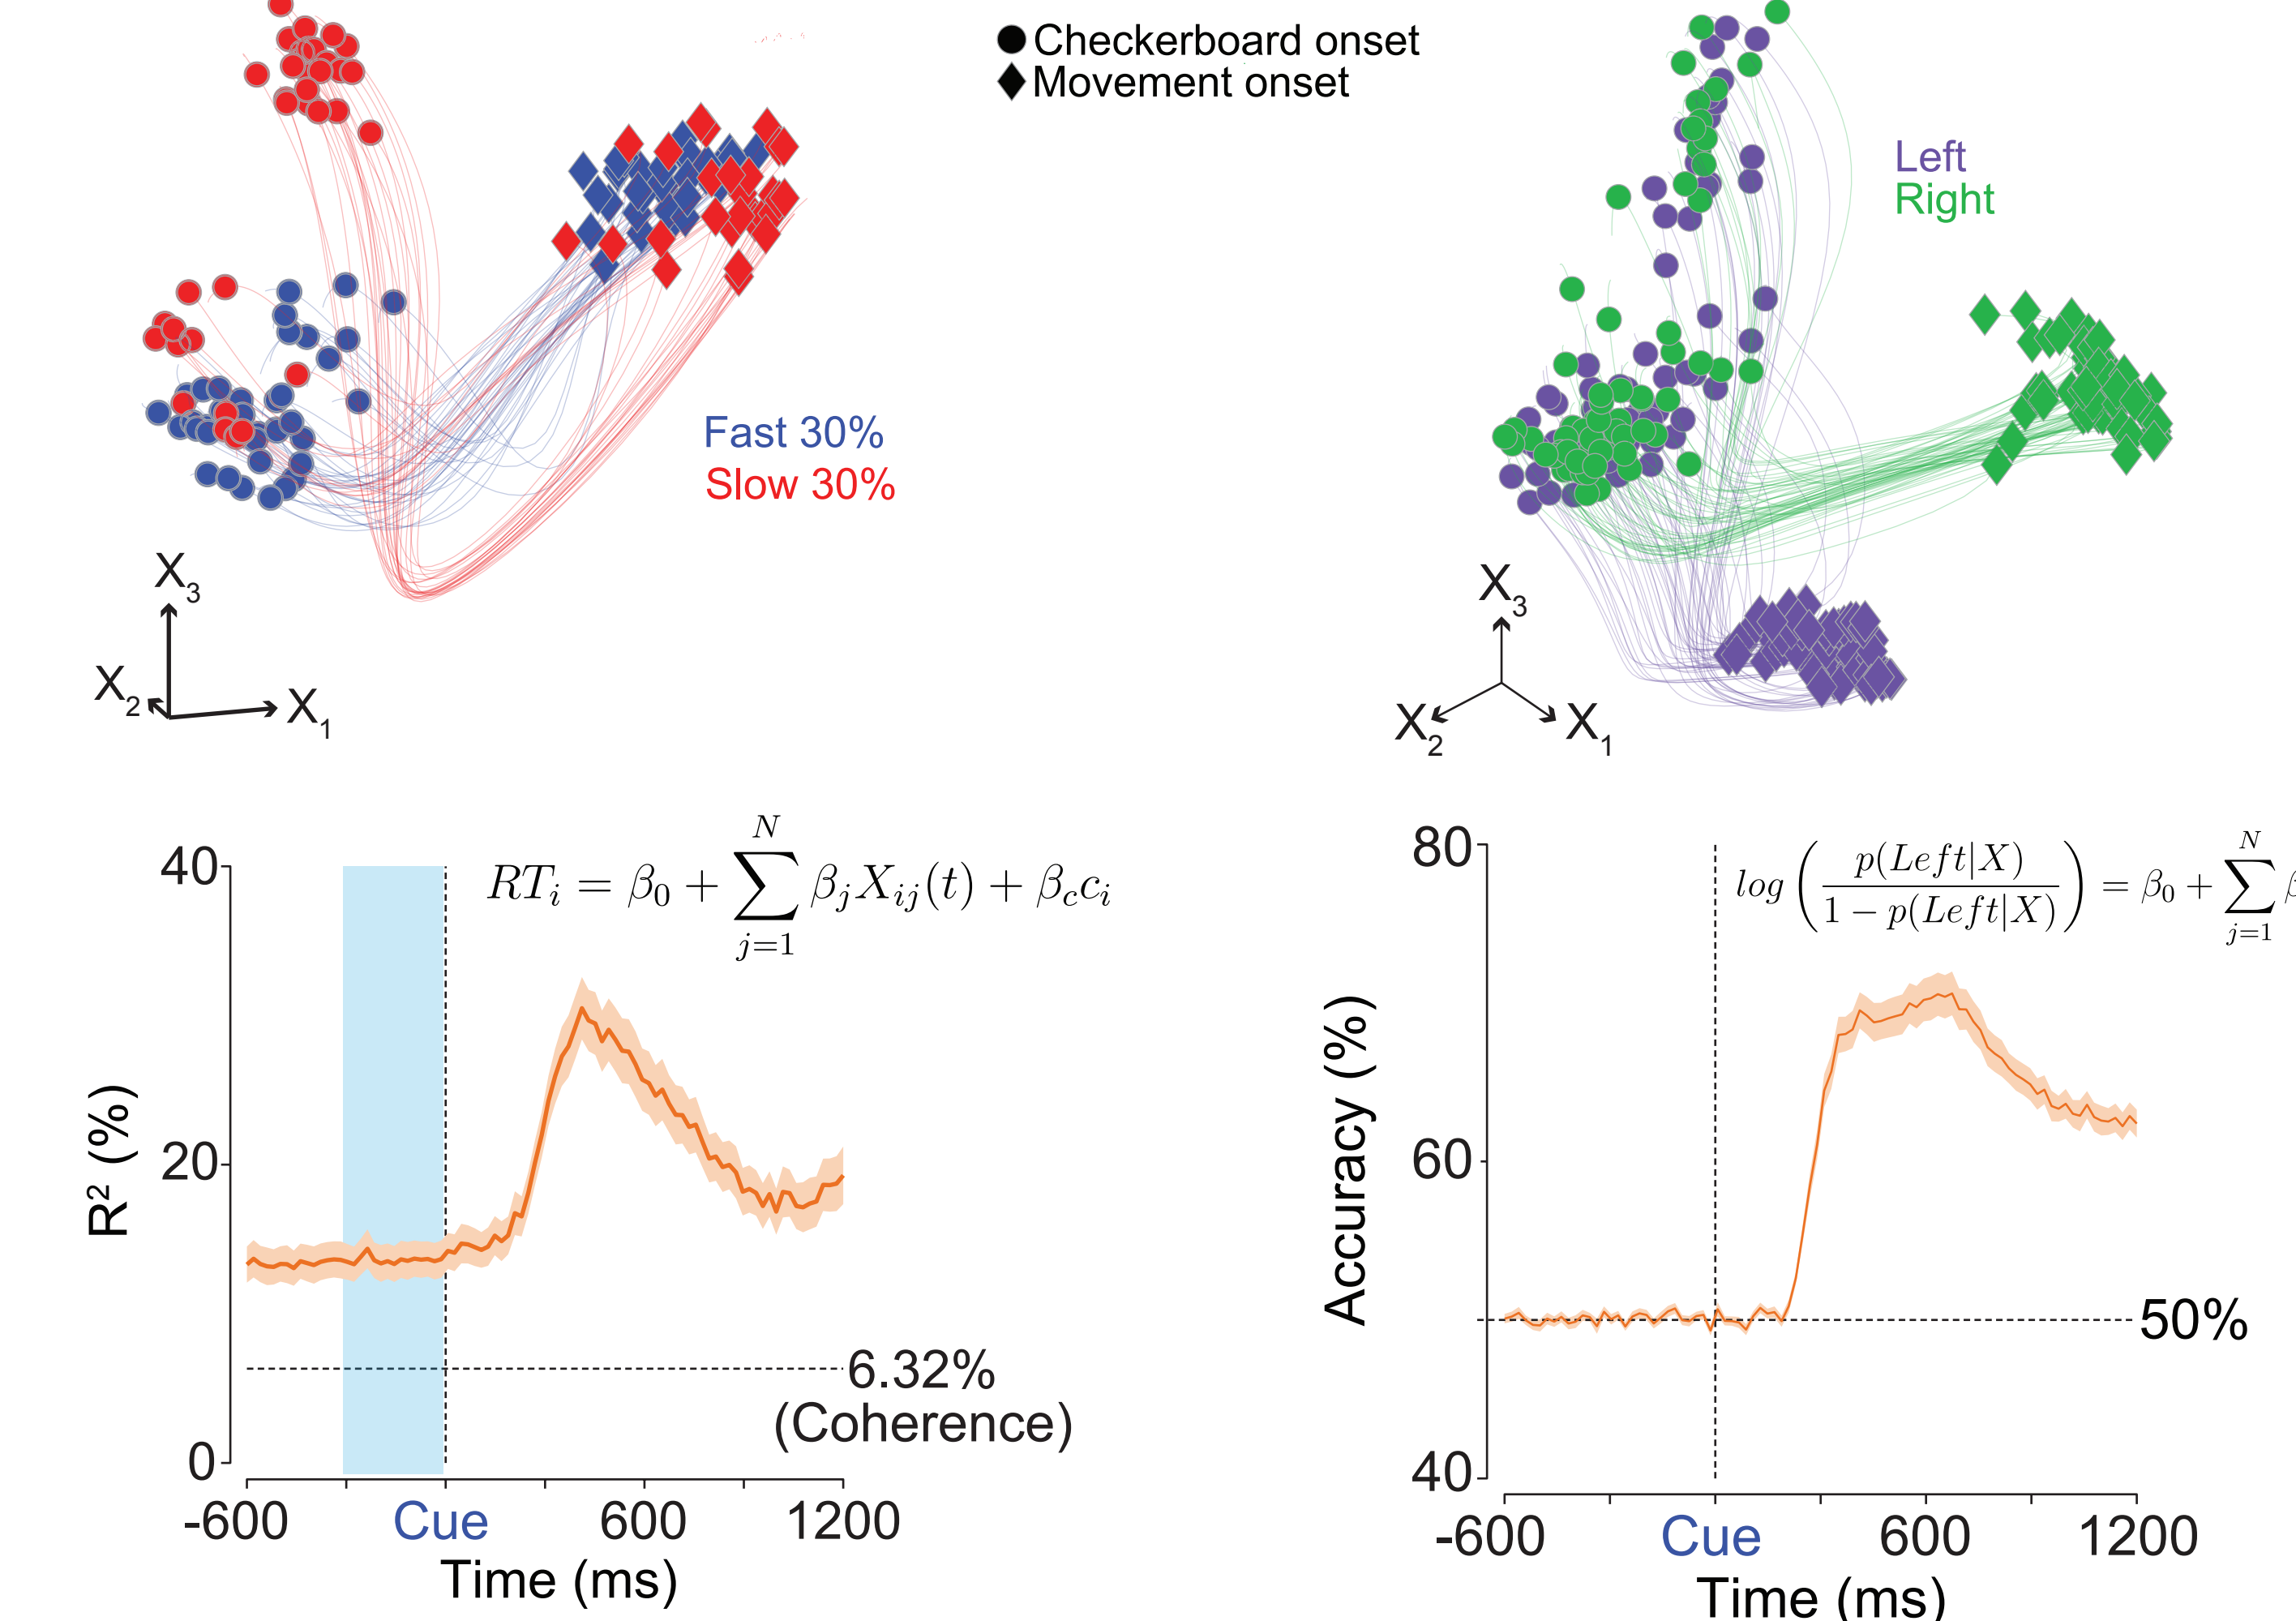 Checkerboard onset
Movement onset
Left
Right
Fast 30%
Slow 30%
X₃
X₂
X₁
X₃
X₂
X₁
RTᵢ = β₀ + ∑_{j=1}^{N} βⱼXᵢⱼ(t) + β_c cᵢ
40
20
0
R² (%)
6.32%
(Coherence)
-600
Cue
600
1200
Time (ms)
log ( p(Left|X) / 1 − p(Left|X) ) = β₀ + ∑_{j=1}^{N}
80
60
40
Accuracy (%)
50%
-600
Cue
600
1200
Time (ms)